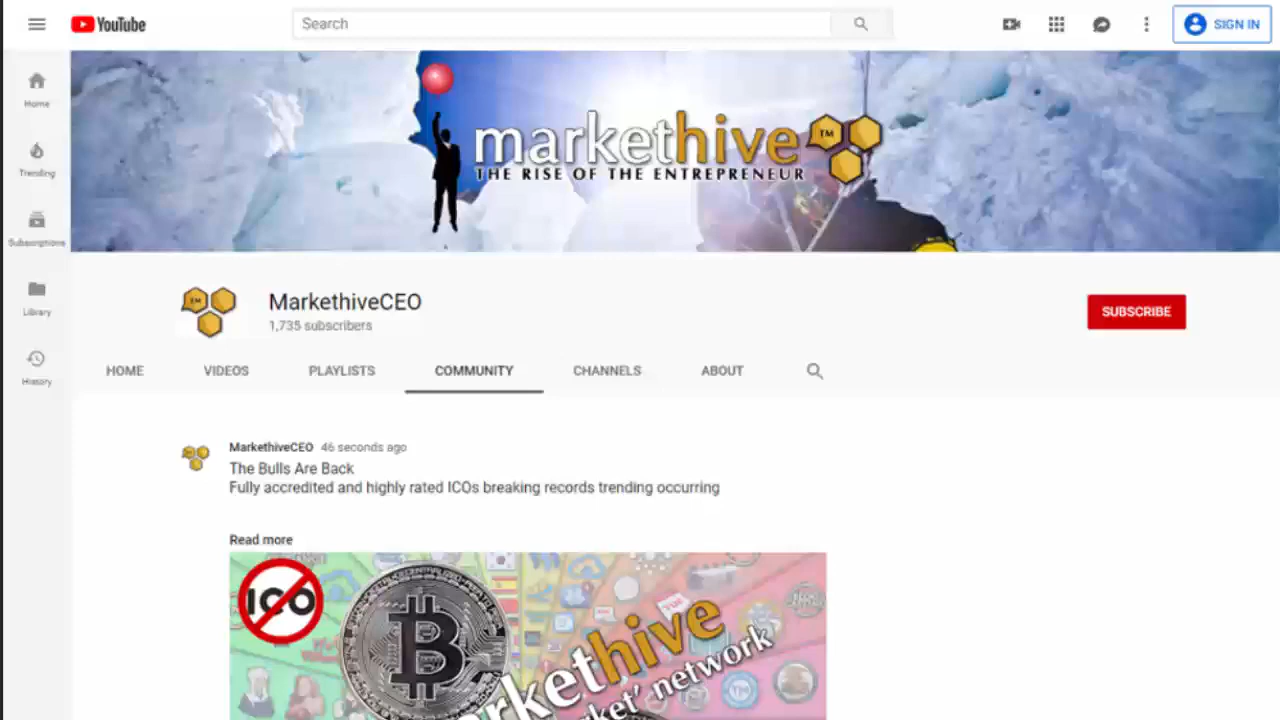 YouTube
Search
SIGN IN
Home
Trending
Subscriptions
Library
History
markethive
TM
THE RISE OF THE ENTREPRENEUR
TM
MarkethiveCEO
1,735 subscribers
SUBSCRIBE
HOME VIDEOS PLAYLISTS COMMUNITY CHANNELS ABOUT
MarkethiveCEO 46 seconds ago
The Bulls Are Back
Fully accredited and highly rated ICOs breaking records trending occurring
Read more
ICO
B
network